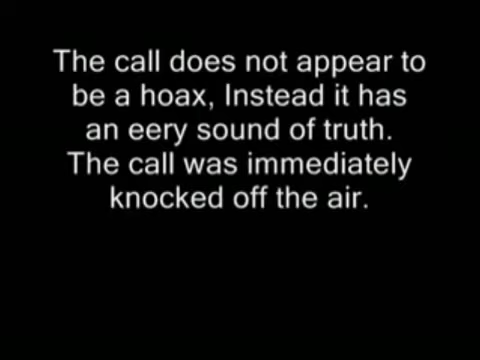 The call does not appear to
be a hoax, Instead it has
an eery sound of truth.
The call was immediately
knocked off the air.